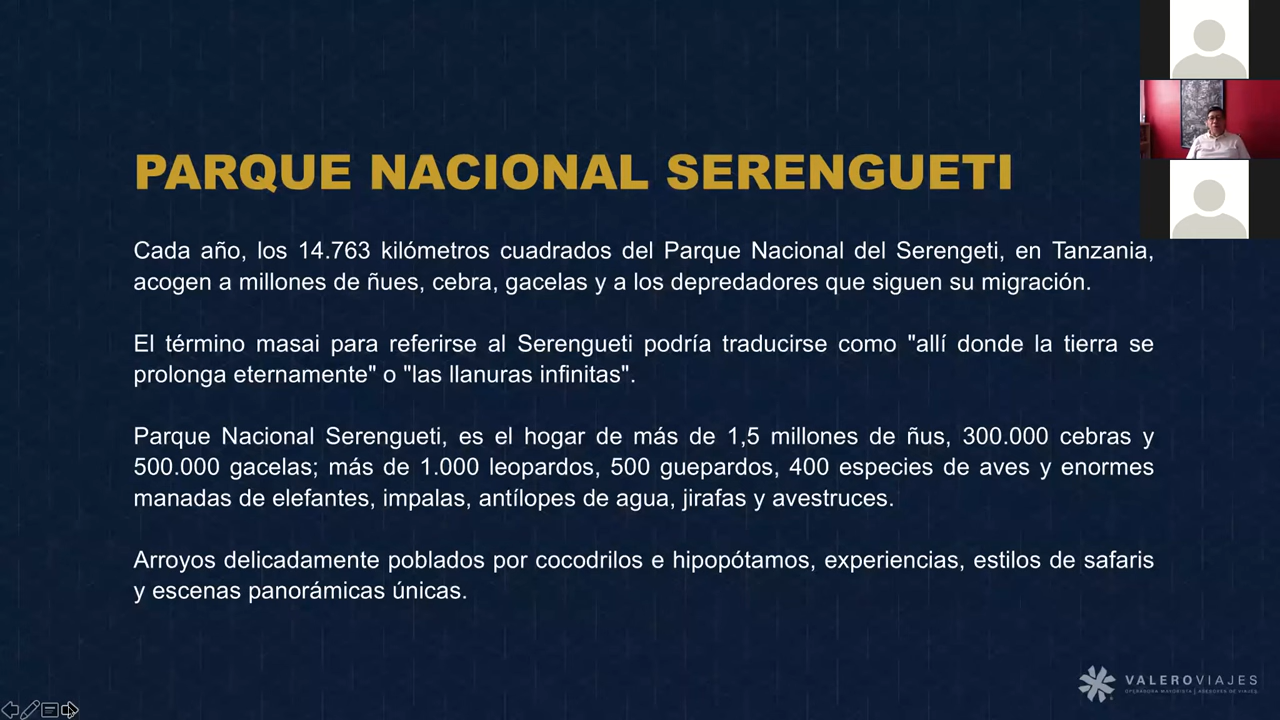 PARQUE NACIONAL SERENGUETI
Cada año, los 14.763 kilómetros cuadrados del Parque Nacional del Serengeti, en Tanzania,
acogen a millones de ñues, cebra, gacelas y a los depredadores que siguen su migración.
El término masai para referirse al Serengueti podría traducirse como "allí donde la tierra se
prolonga eternamente" o "las llanuras infinitas".
Parque Nacional Serengueti, es el hogar de más de 1,5 millones de ñus, 300.000 cebras y
500.000 gacelas; más de 1.000 leopardos, 500 guepardos, 400 especies de aves y enormes
manadas de elefantes, impalas, antílopes de agua, jirafas y avestruces.
Arroyos delicadamente poblados por cocodrilos e hipopótamos, experiencias, estilos de safaris
y escenas panorámicas únicas.
VALEROVIAJES
OPERADORA MAYORISTA | ASESORES DE VIAJES